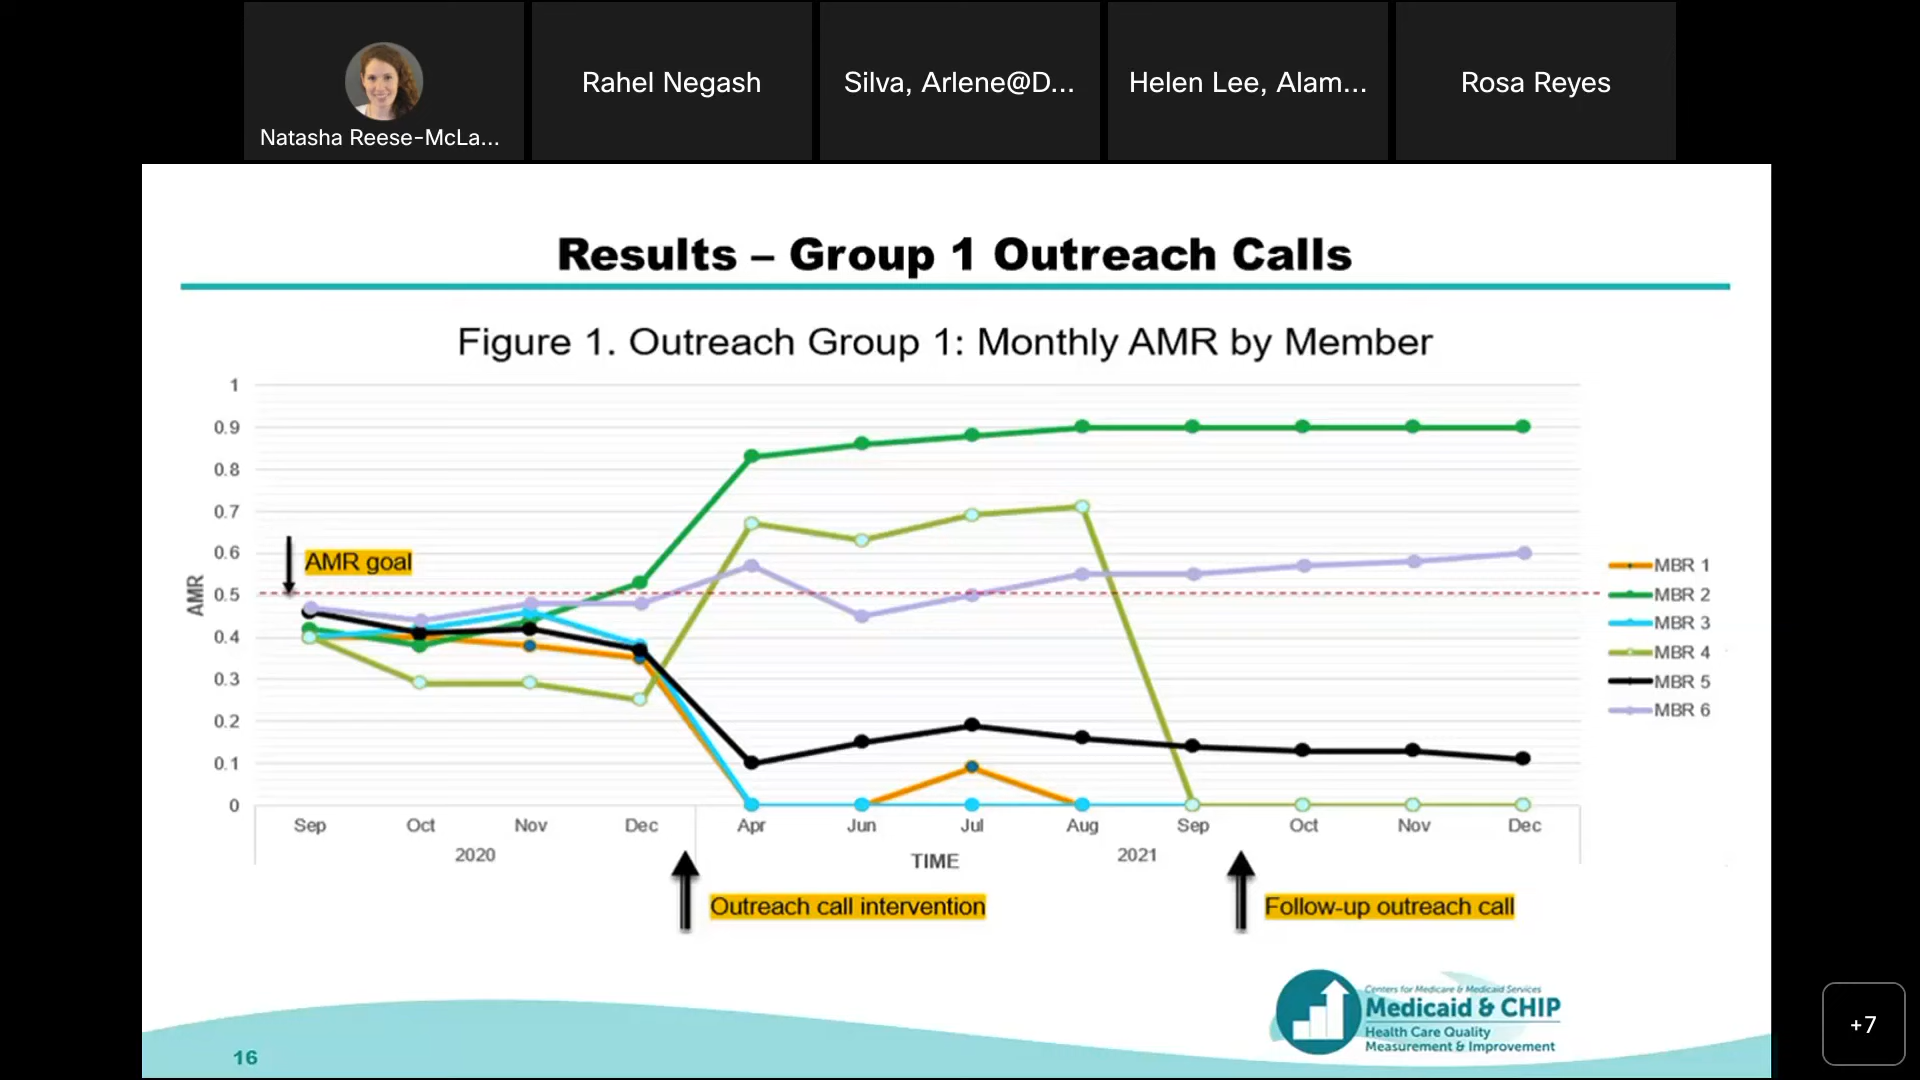 Natasha Reese-McLa...
Rahel Negash
Silva, Arlene@D...
Helen Lee, Alam...
Rosa Reyes
Results – Group 1 Outreach Calls
Figure 1. Outreach Group 1: Monthly AMR by Member
1
0.9
0.8
0.7
0.6
0.5
0.4
0.3
0.2
0.1
0
AMR
AMR goal
MBR 1
MBR 2
MBR 3
MBR 4
MBR 5
MBR 6
Sep Oct Nov Dec Apr Jun Jul Aug Sep Oct Nov Dec
2020 TIME 2021
Outreach call intervention
Follow-up outreach call
Centers for Medicare & Medicaid Services
Medicaid & CHIP
Health Care Quality
Measurement & Improvement
16
+7